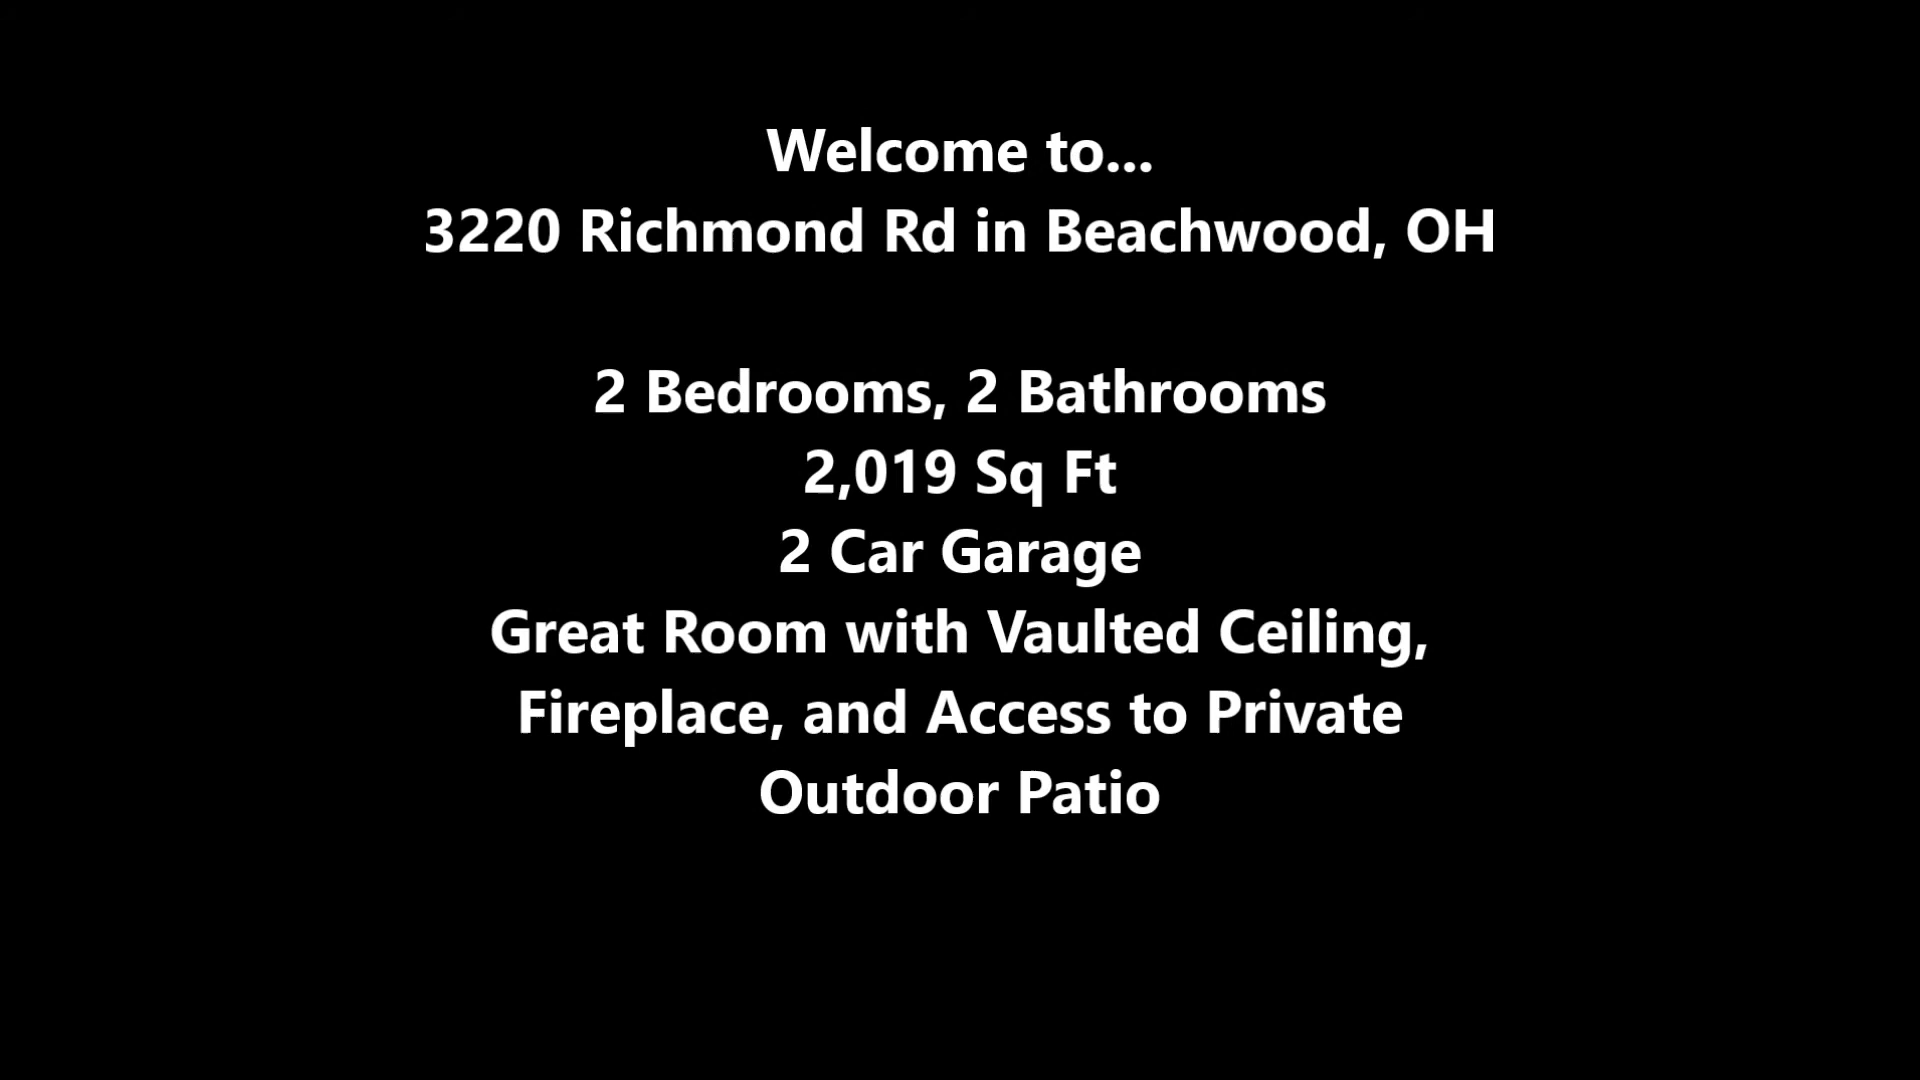 Welcome to...
3220 Richmond Rd in Beachwood, OH
2 Bedrooms, 2 Bathrooms
2,019 Sq Ft
2 Car Garage
Great Room with Vaulted Ceiling,
Fireplace, and Access to Private
Outdoor Patio